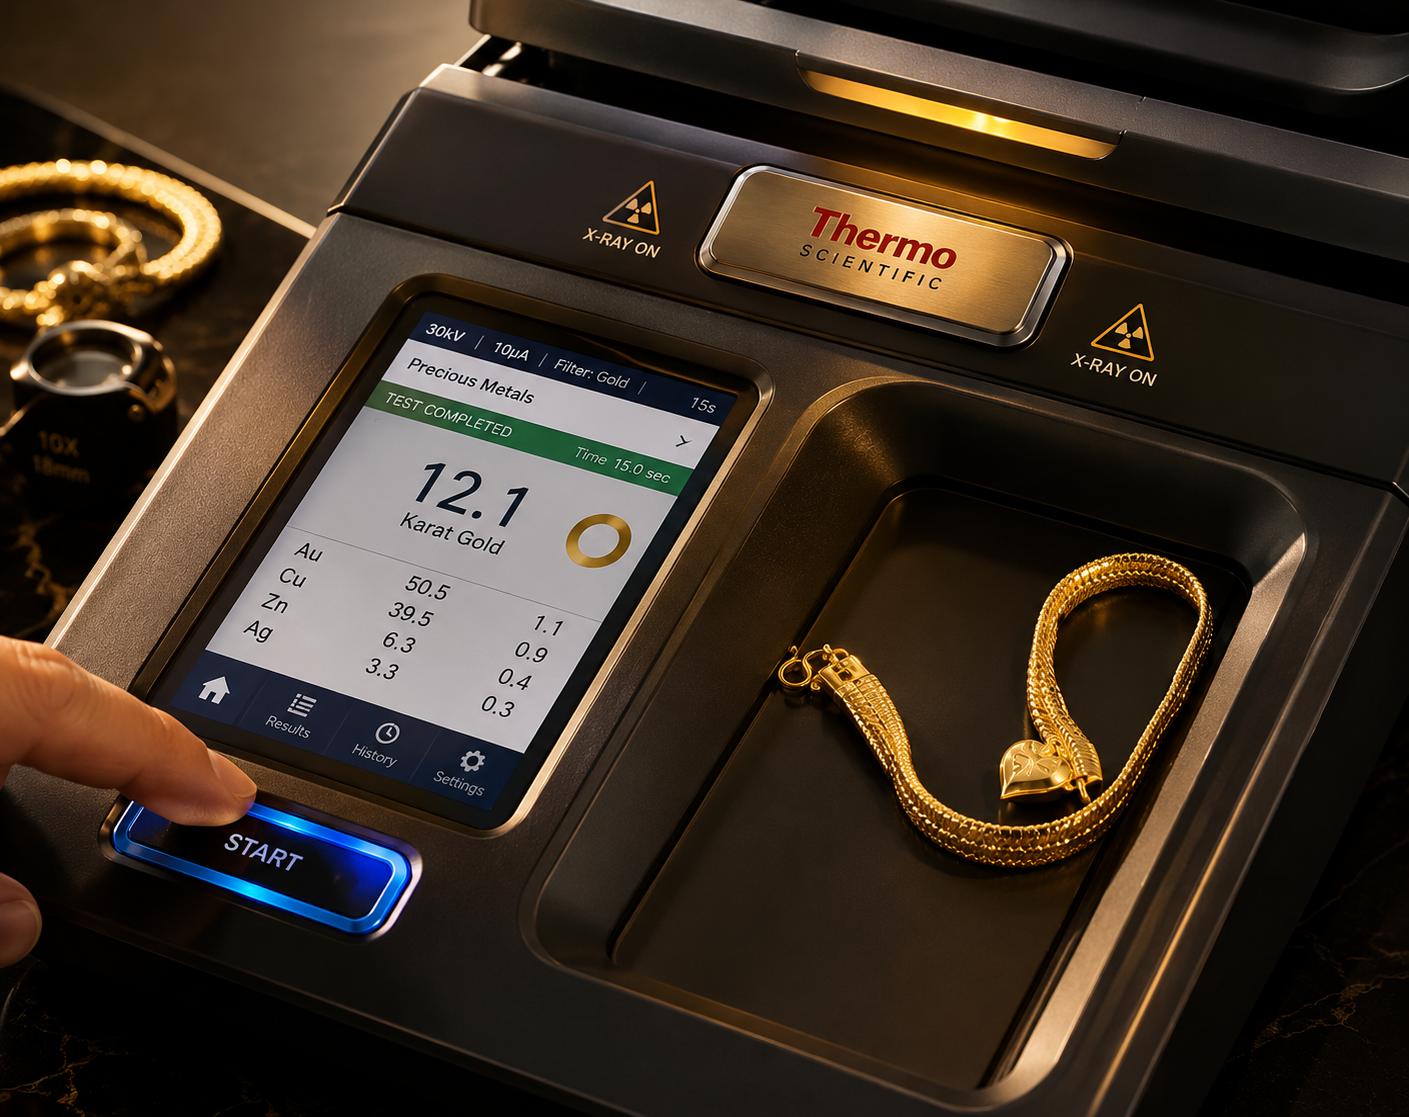 Thermo
SCIENTIFIC
X-RAY ON
X-RAY ON
30kV | 10µA | Filter: Gold | 15s
Precious Metals
TEST COMPLETED Time 15.0 sec
12.1
Karat Gold
Au 50.5 1.1
Cu 39.5 0.9
Zn 6.3 0.4
Ag 3.3 0.3
Results
History
Settings
START
10X
18mm